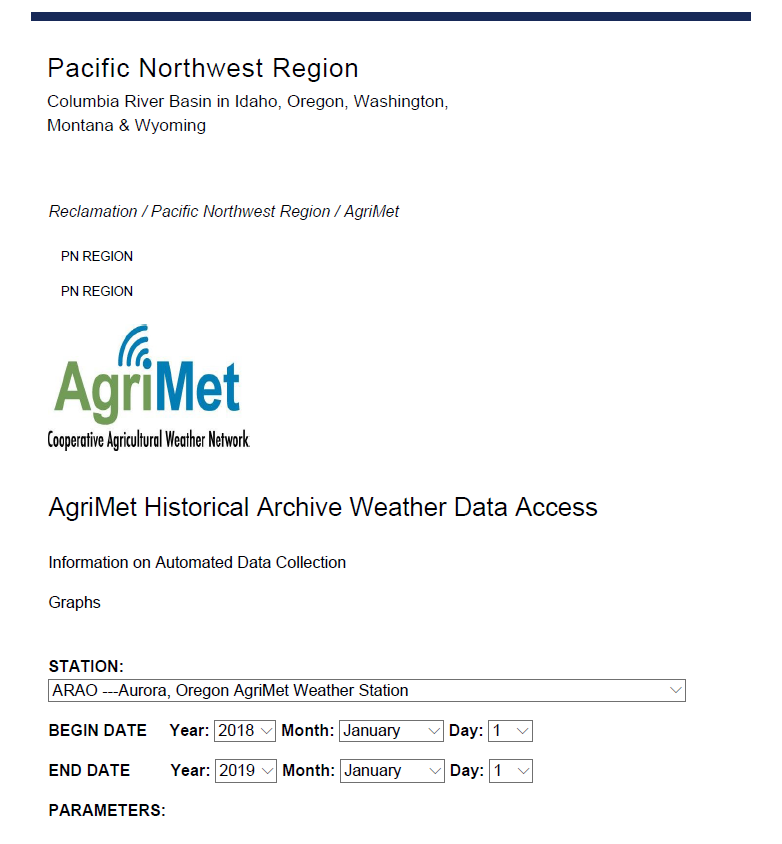 Pacific Northwest Region
Columbia River Basin in Idaho, Oregon, Washington,
Montana & Wyoming
Reclamation / Pacific Northwest Region / AgriMet
PN REGION
PN REGION
AgriMet
Cooperative Agricultural Weather Network
AgriMet Historical Archive Weather Data Access
Information on Automated Data Collection
Graphs
STATION:
ARAO ---Aurora, Oregon AgriMet Weather Station
BEGIN DATE Year: 2018 Month: January Day: 1
END DATE Year: 2019 Month: January Day: 1
PARAMETERS: